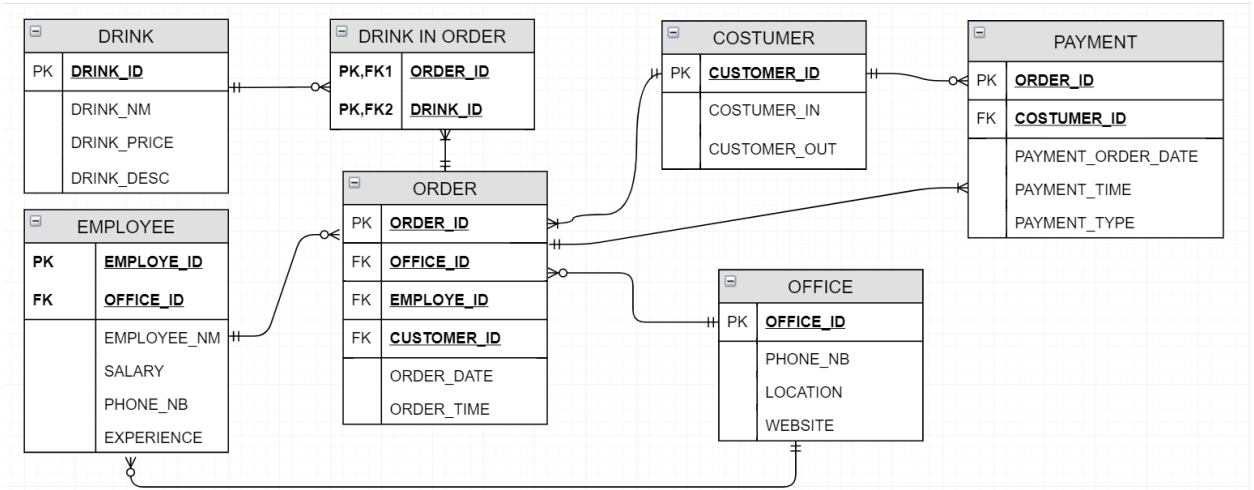 DRINK
PK DRINK_ID
DRINK_NM
DRINK_PRICE
DRINK_DESC
DRINK IN ORDER
PK,FK1 ORDER_ID
PK,FK2 DRINK_ID
COSTUMER
PK CUSTOMER_ID
COSTUMER_IN
CUSTOMER_OUT
PAYMENT
PK ORDER_ID
FK COSTUMER_ID
PAYMENT_ORDER_DATE
PAYMENT_TIME
PAYMENT_TYPE
EMPLOYEE
PK EMPLOYE_ID
FK OFFICE_ID
EMPLOYEE_NM
SALARY
PHONE_NB
EXPERIENCE
ORDER
PK ORDER_ID
FK OFFICE_ID
FK EMPLOYE_ID
FK CUSTOMER_ID
ORDER_DATE
ORDER_TIME
OFFICE
PK OFFICE_ID
PHONE_NB
LOCATION
WEBSITE